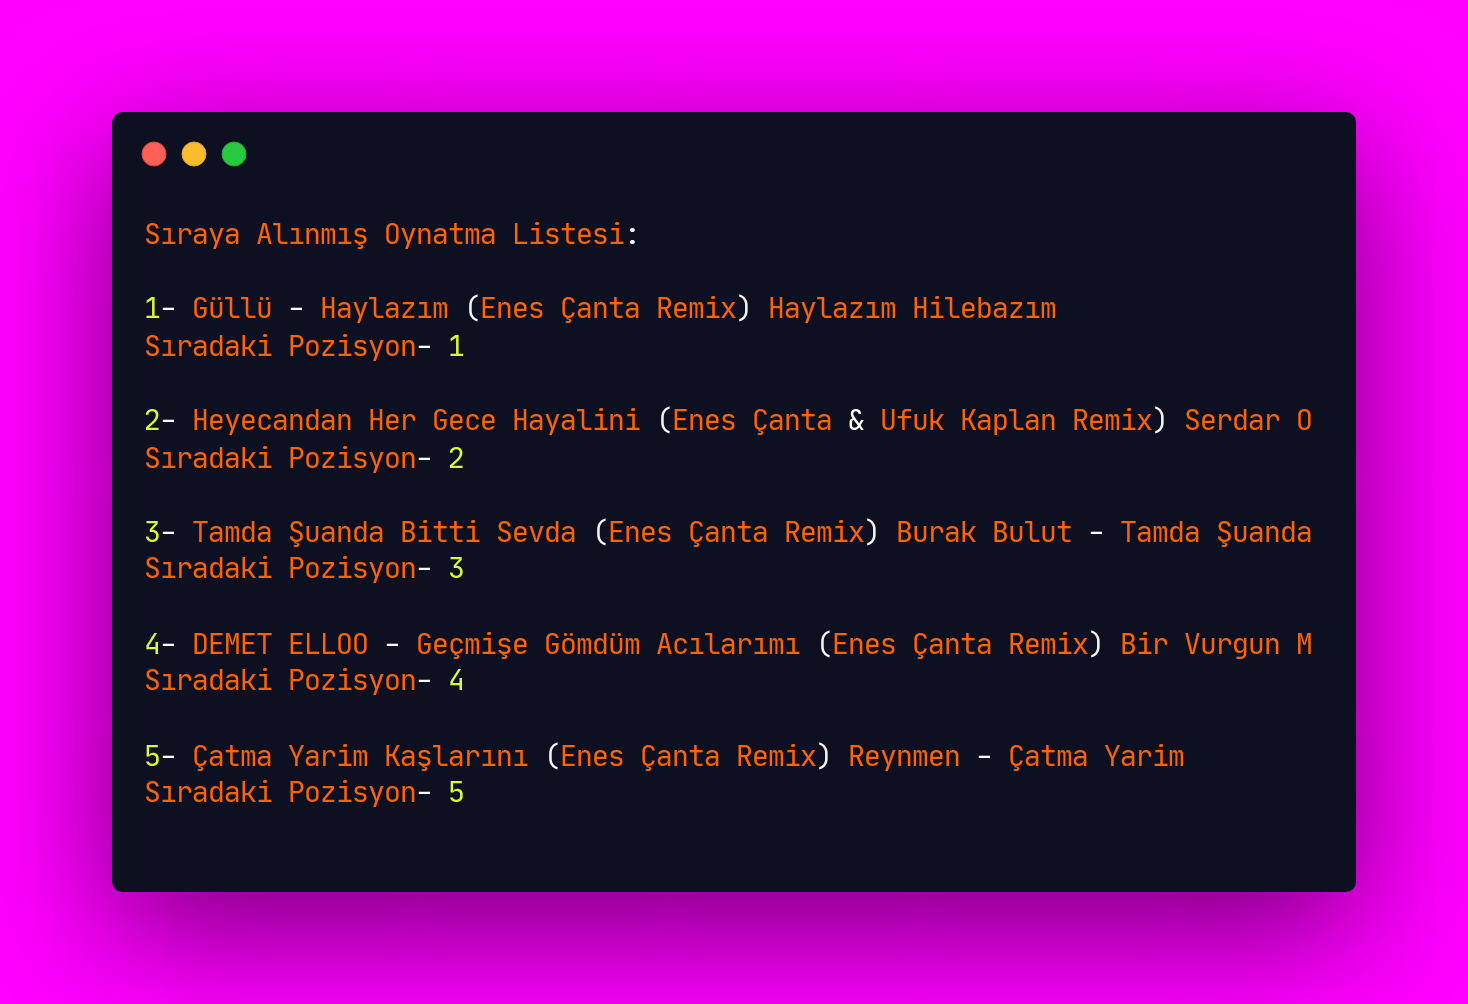 Sıraya Alınmış Oynatma Listesi:
1- Güllü - Haylazım (Enes Çanta Remix) Haylazım Hilebazım
Sıradaki Pozisyon- 1
2- Heyecandan Her Gece Hayalini (Enes Çanta & Ufuk Kaplan Remix) Serdar O
Sıradaki Pozisyon- 2
3- Tamda Şuanda Bitti Sevda (Enes Çanta Remix) Burak Bulut - Tamda Şuanda
Sıradaki Pozisyon- 3
4- DEMET ELLOO - Geçmişe Gömdüm Acılarımı (Enes Çanta Remix) Bir Vurgun M
Sıradaki Pozisyon- 4
5- Çatma Yarim Kaşlarını (Enes Çanta Remix) Reynmen - Çatma Yarim
Sıradaki Pozisyon- 5